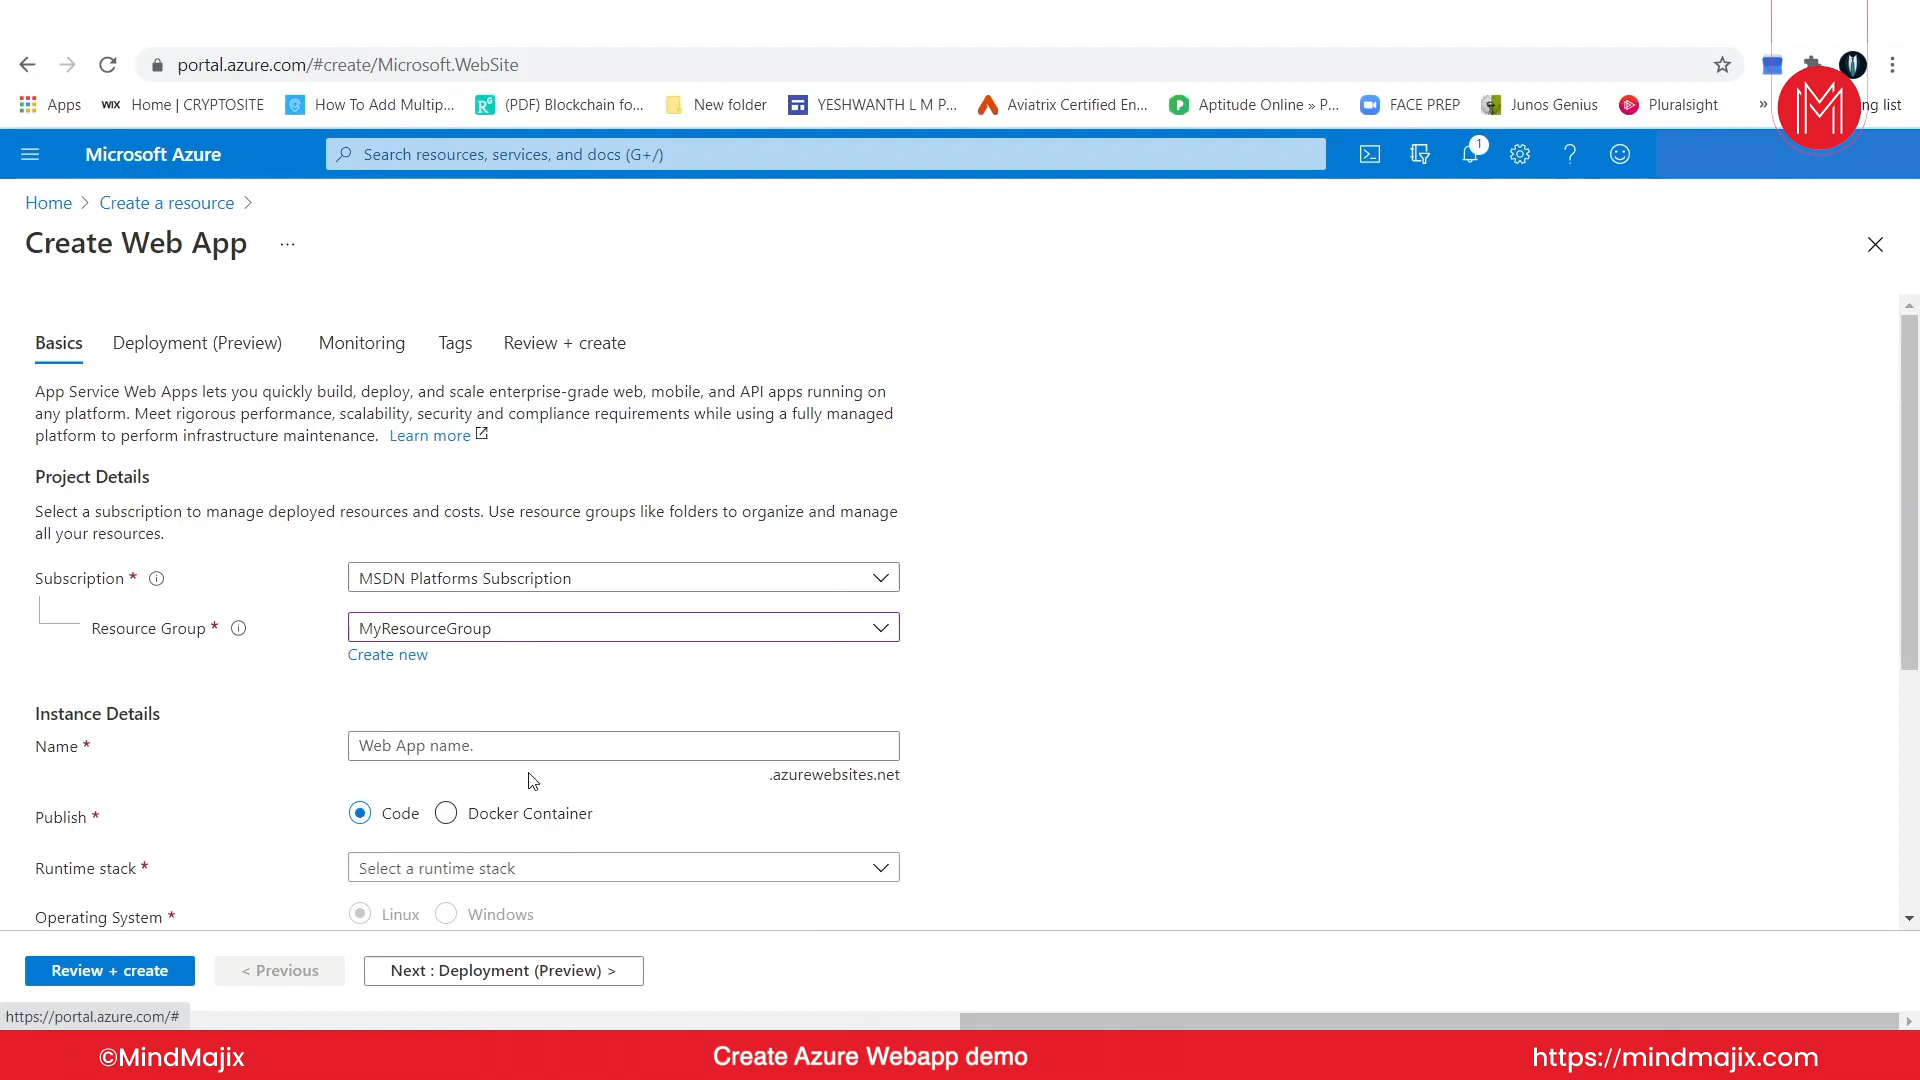 portal.azure.com/#create/Microsoft.WebSite
Apps WIX Home | CRYPTOSITE How To Add Multip... R (PDF) Blockchain fo... New folder YESHWANTH L M P... Aviatrix Certified En... Aptitude Online » P... FACE PREP Junos Genius Pluralsight » ng list
M
Microsoft Azure Search resources, services, and docs (G+/) 1
Home > Create a resource >
Create Web App ...
Basics Deployment (Preview) Monitoring Tags Review + create
App Service Web Apps lets you quickly build, deploy, and scale enterprise-grade web, mobile, and API apps running on
any platform. Meet rigorous performance, scalability, security and compliance requirements while using a fully managed
platform to perform infrastructure maintenance. Learn more
Project Details
Select a subscription to manage deployed resources and costs. Use resource groups like folders to organize and manage
all your resources.
Subscription * MSDN Platforms Subscription
Resource Group * MyResourceGroup
Create new
Instance Details
Name * Web App name.
.azurewebsites.net
Publish * Code Docker Container
Runtime stack * Select a runtime stack
Operating System * Linux Windows
Review + create < Previous Next : Deployment (Preview) >
https://portal.azure.com/#
©MindMajix Create Azure Webapp demo https://mindmajix.com